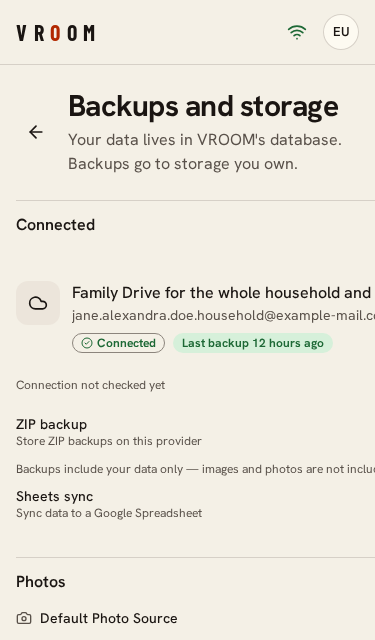 VROOM
EU
Backups and storage
Your data lives in VROOM's database.
Backups go to storage you own.
Connected
Family Drive for the whole household and
jane.alexandra.doe.household@example-mail.c
Connected
Last backup 12 hours ago
Connection not checked yet
ZIP backup
Store ZIP backups on this provider
Backups include your data only — images and photos are not
Sheets sync
Sync data to a Google Spreadsheet
Photos
Default Photo Source